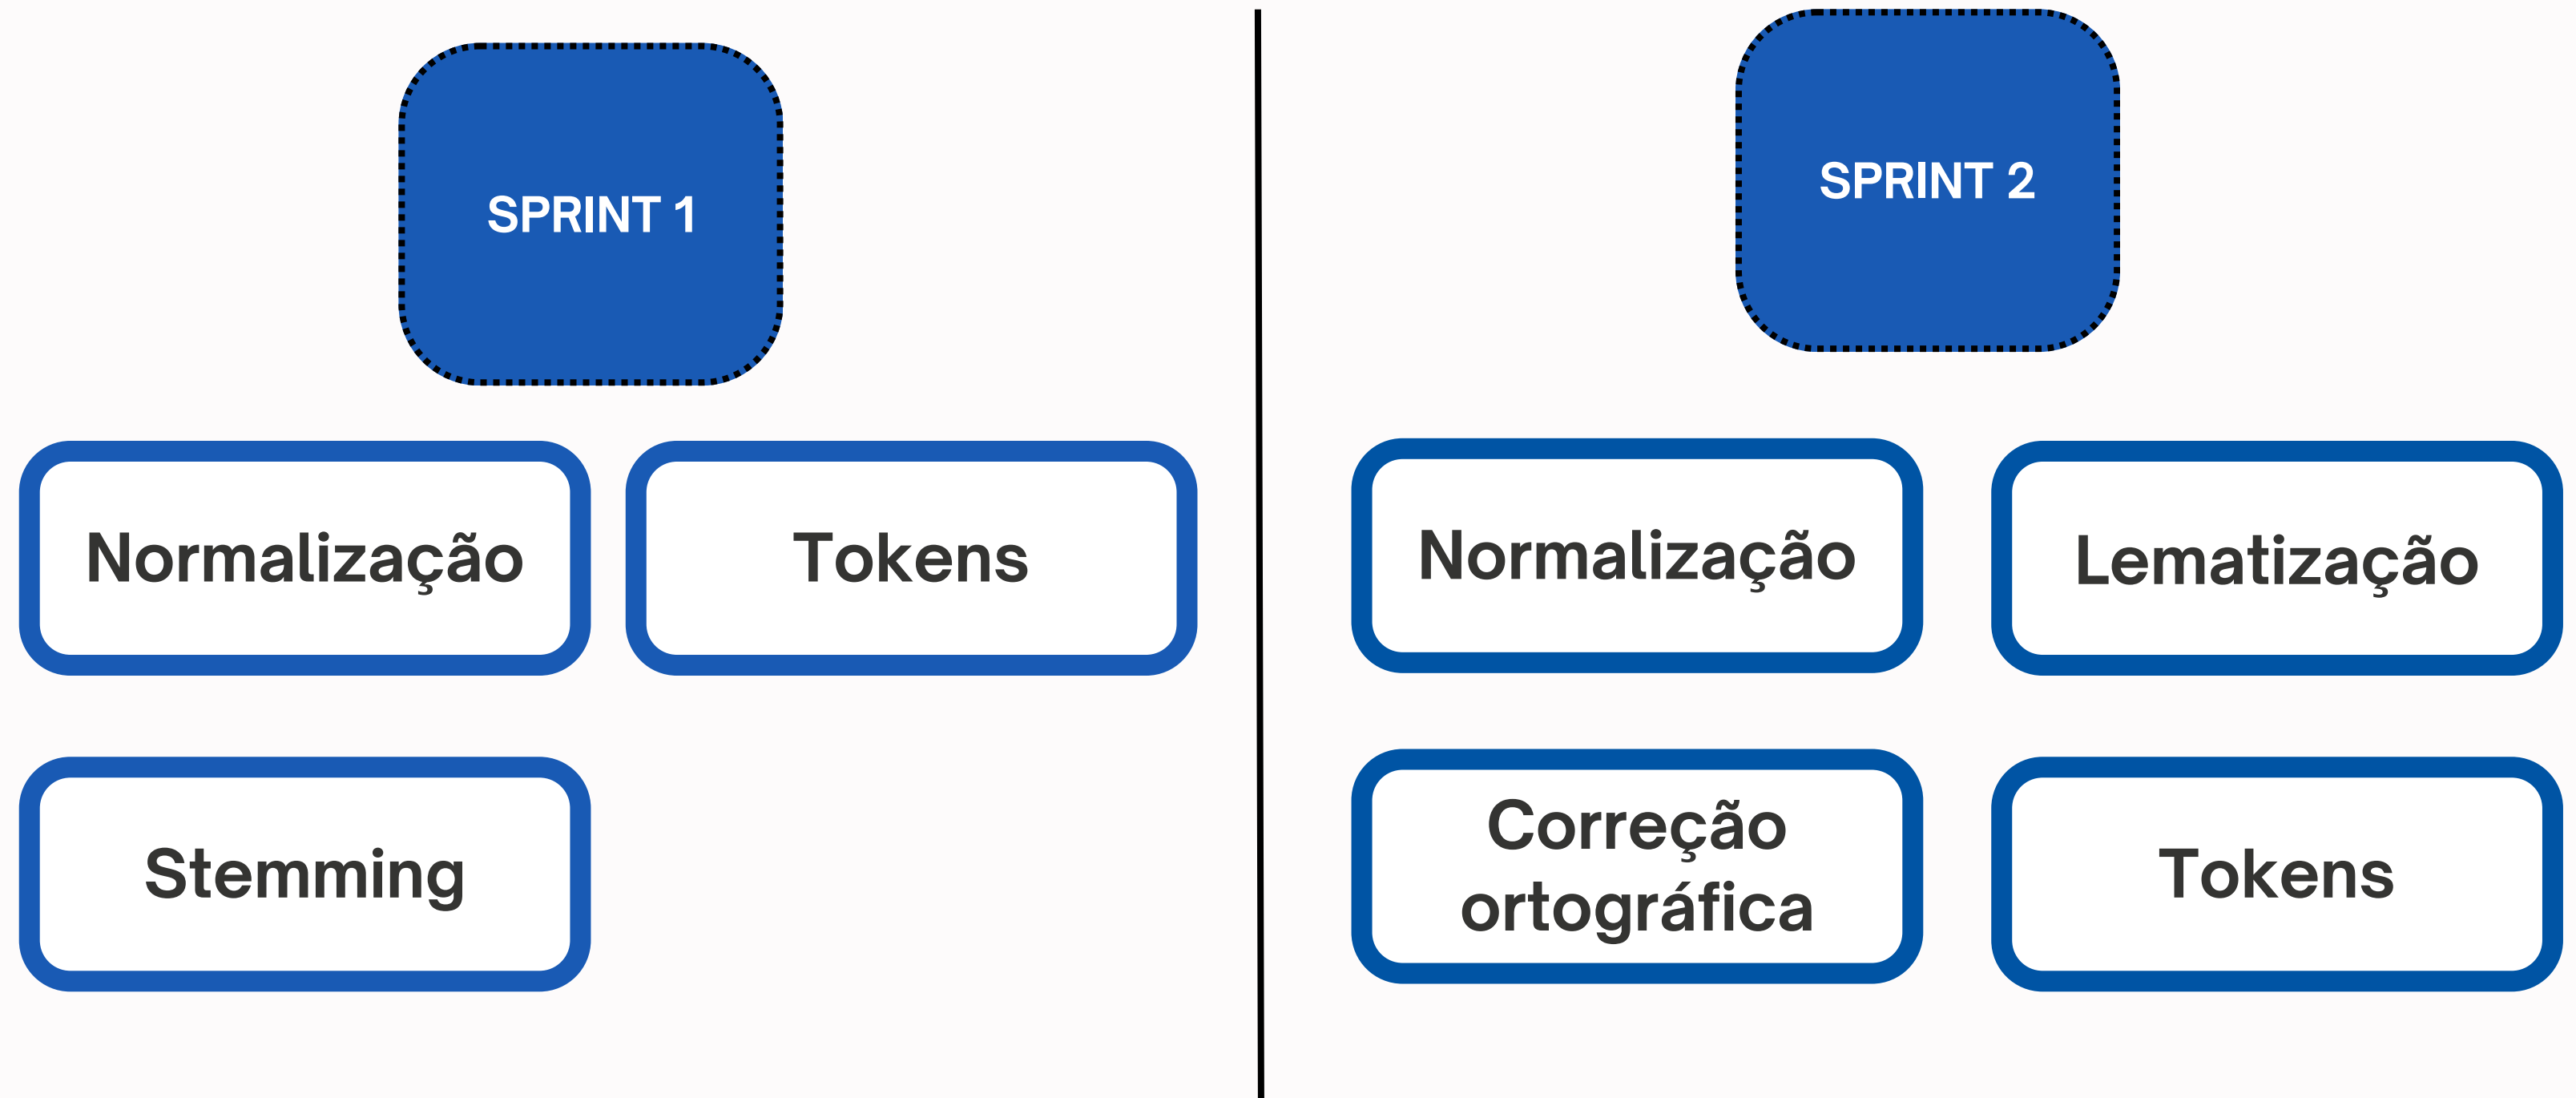 SPRINT 1
Normalização
Tokens
Stemming
SPRINT 2
Normalização
Lematização
Correção
ortográfica
Tokens